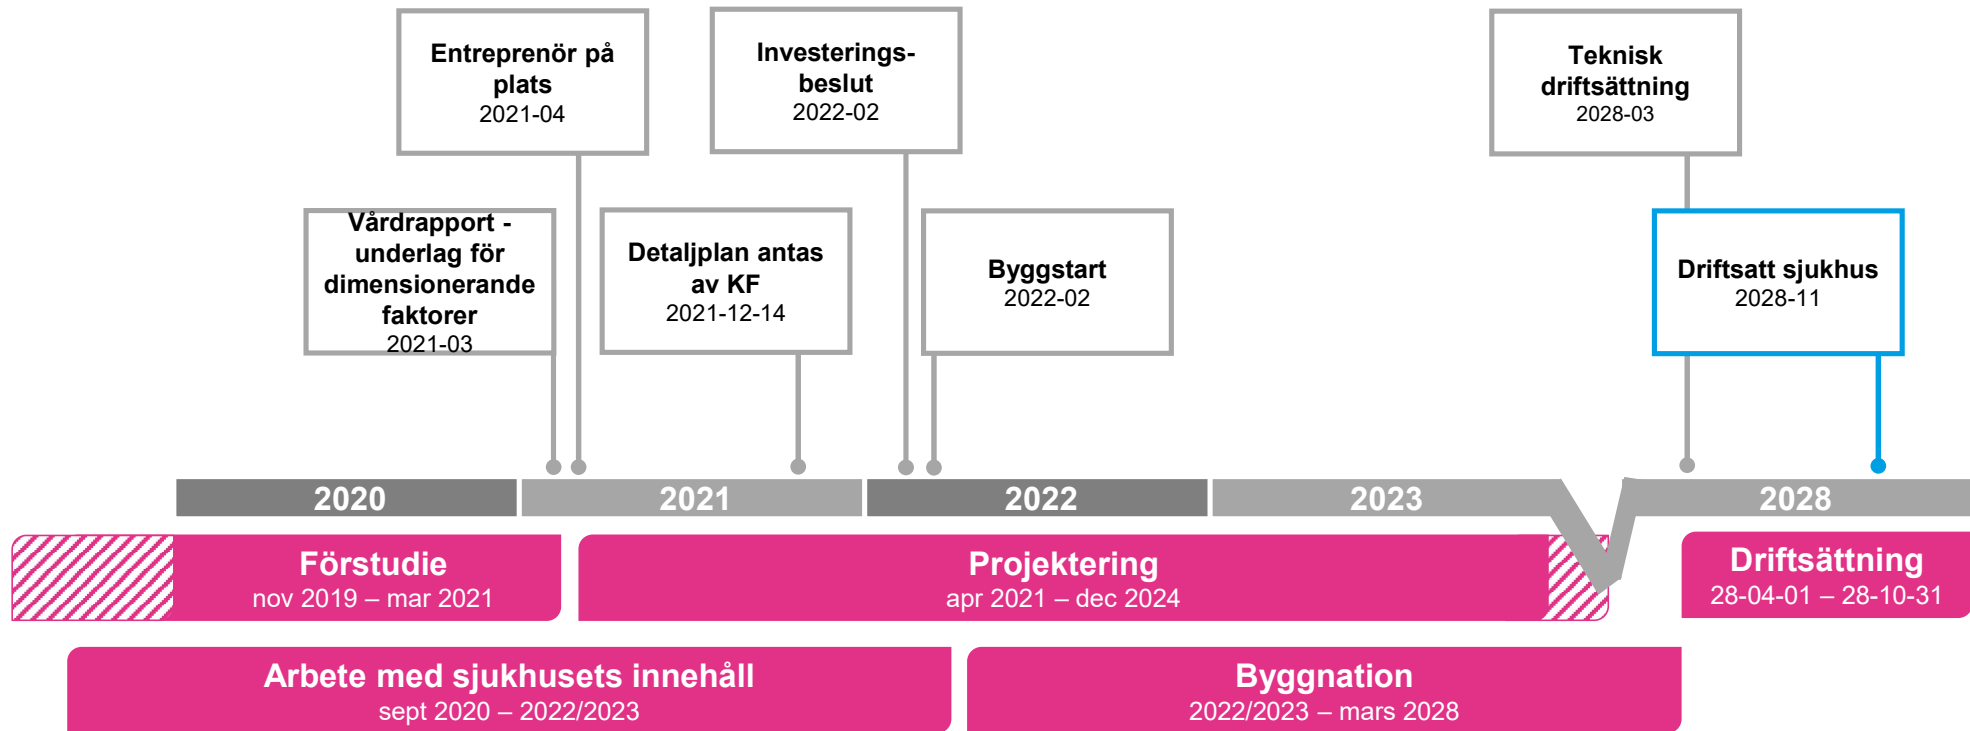 Entreprenör på
plats
2021-04
Investerings-
beslut
2022-02
Teknisk
driftsättning
2028-03
Vårdrapport -
underlag för
dimensionerande
faktorer
2021-03
Detaljplan antas
av KF
2021-12-14
Byggstart
2022-02
Driftsatt sjukhus
2028-11
2020
2021
2022
2023
2028
Förstudie
nov 2019 – mar 2021
Projektering
apr 2021 – dec 2024
Driftsättning
28-04-01 – 28-10-31
Arbete med sjukhusets innehåll
sept 2020 – 2022/2023
Byggnation
2022/2023 – mars 2028